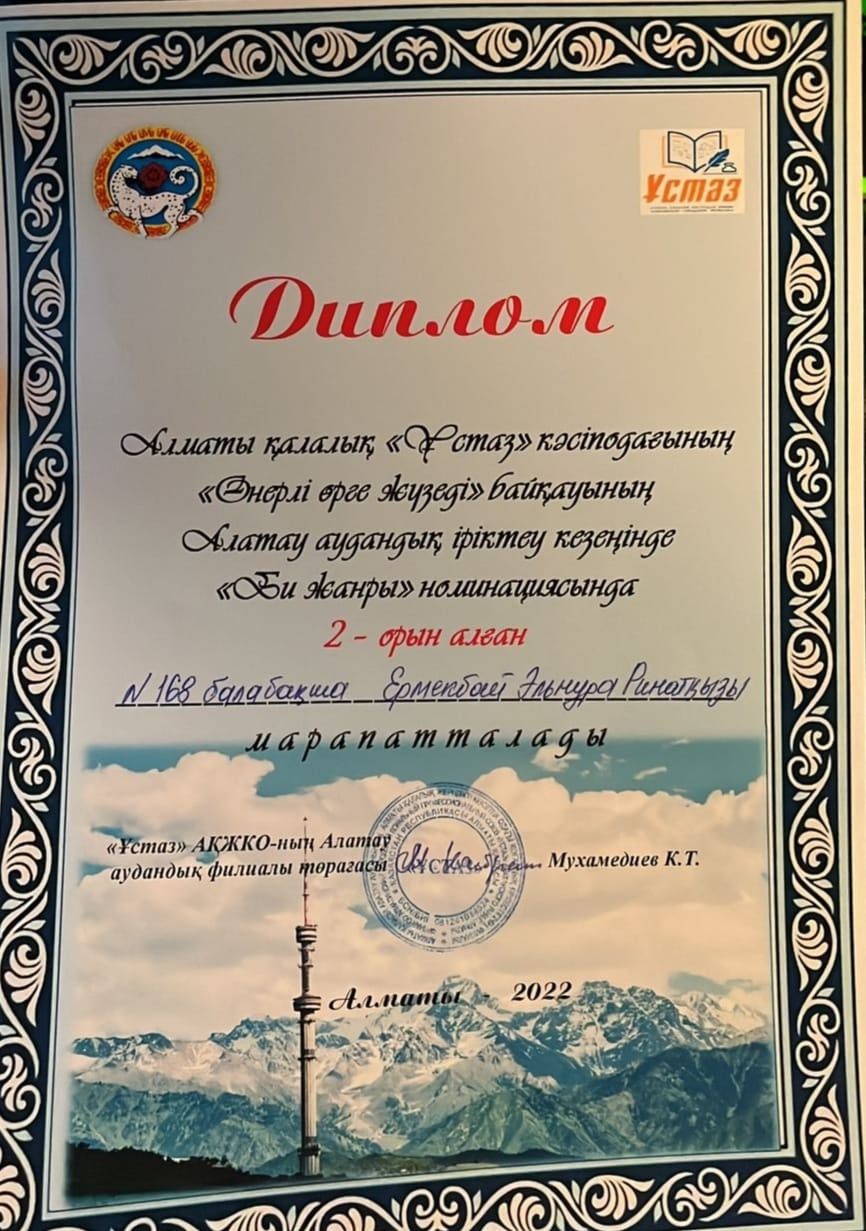 Ұстаз
Диплом
Алматы қалалық «Ұстаз» кәсіподағының
«Өнерлі өрге жүзеді» байқауының
Алатау аудандық іріктеу кезеңінде
«Би жанры» номинациясында
2 - орын алған
N 168 балабақша Ермекбай Эльнура Ринатқызы
марапатталады
«Ұстаз» АҚЖКО-ның Алатау
аудандық филиалы төрағасы Мухамедиев К.Т.
Алматы - 2022